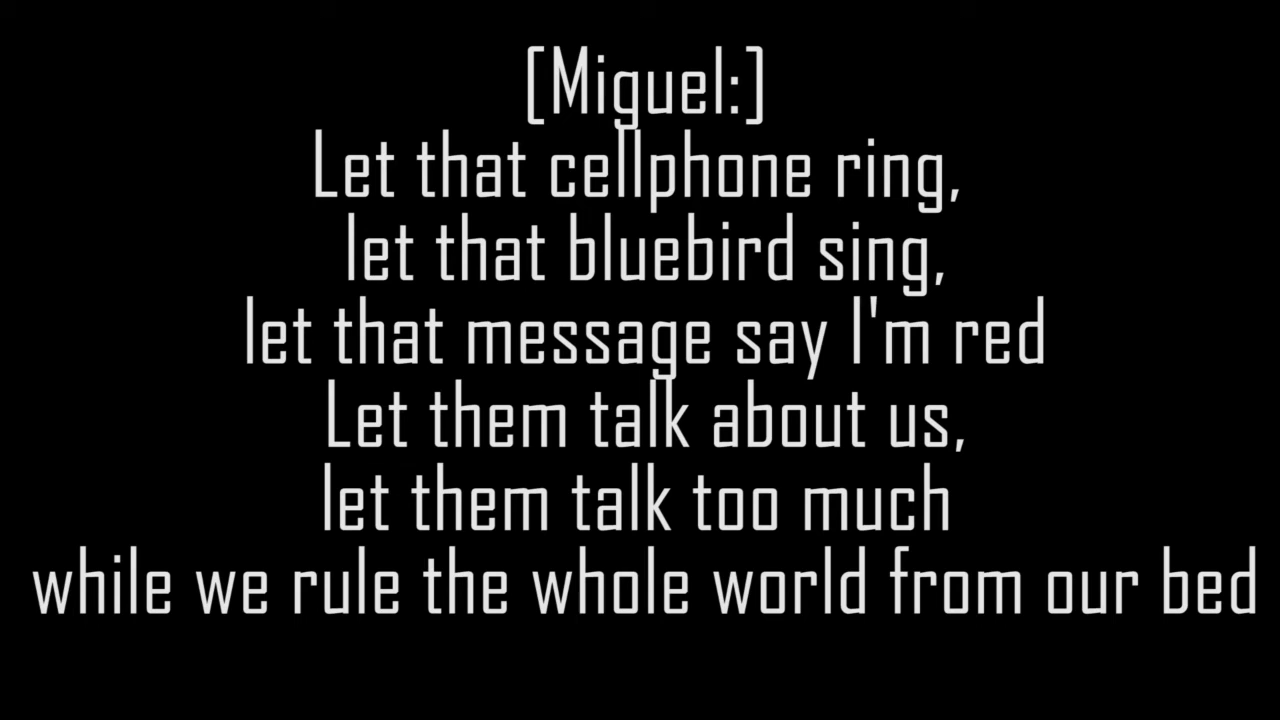 [Miguel:]
Let that cellphone ring,
let that bluebird sing,
let that message say I'm red
Let them talk about us,
let them talk too much
while we rule the whole world from our bed